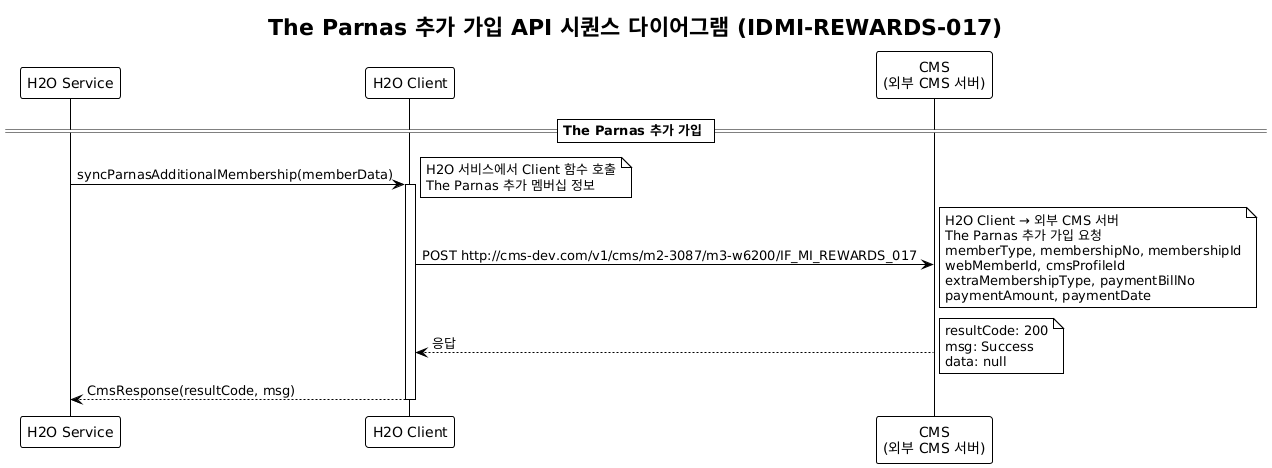 The Parnas 추가 가입 API 시퀀스 다이어그램 (IDMI-REWARDS-017)
H2O Service
H2O Client
CMS
(외부 CMS 서버)
The Parnas 추가 가입
syncParnasAdditionalMembership(memberData)
H2O 서비스에서 Client 함수 호출
The Parnas 추가 멤버십 정보
POST http://cms-dev.com/v1/cms/m2-3087/m3-w6200/IF_MI_REWARDS_017
H2O Client → 외부 CMS 서버
The Parnas 추가 가입 요청
memberType, membershipNo, membershipId
webMemberId, cmsProfileId
extraMembershipType, paymentBillNo
paymentAmount, paymentDate
응답
resultCode: 200
msg: Success
data: null
CmsResponse(resultCode, msg)
H2O Service
H2O Client
CMS
(외부 CMS 서버)